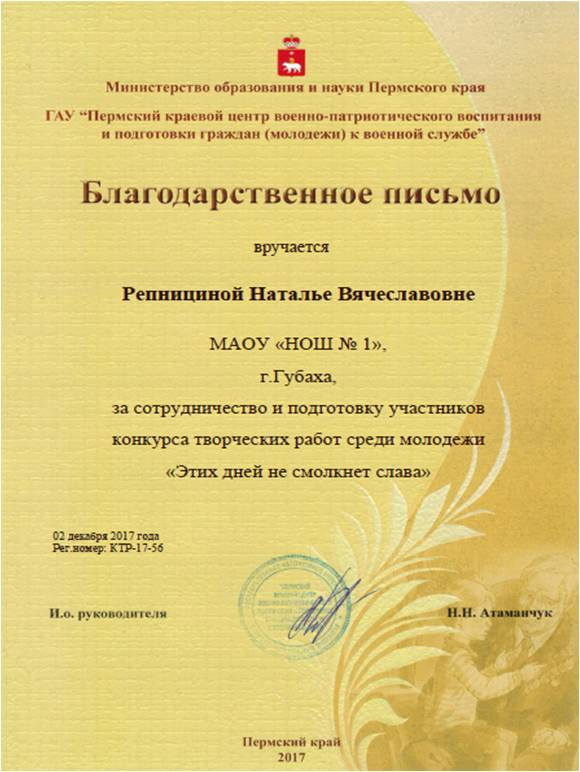 Министерство образования и науки Пермского края
ГАУ “Пермский краевой центр военно-патриотического воспитания
и подготовки граждан (молодежи) к военной службе”
Благодарственное письмо
вручается
Репнициной Наталье Вячеславовне
МАОУ «НОШ № 1»,
г.Губаха,
за сотрудничество и подготовку участников
конкурса творческих работ среди молодежи
«Этих дней не смолкнет слава»
02 декабря 2017 года
Рег.номер: КТР-17-56
И.о. руководителя
Н.Н. Атаманчук
Пермский край
2017